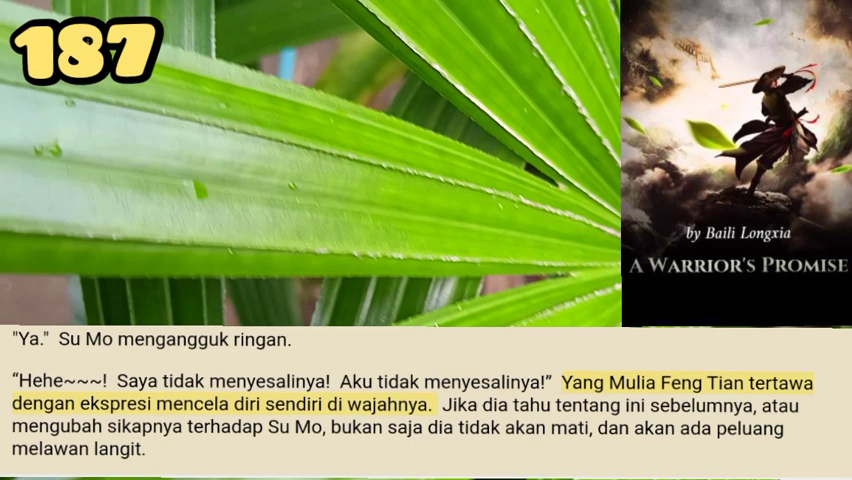 187
by Baili Longxia
A WARRIOR'S PROMISE
"Ya." Su Mo mengangguk ringan.
“Hehe~~~! Saya tidak menyesalinya! Aku tidak menyesalinya!” Yang Mulia Feng Tian tertawa
dengan ekspresi mencela diri sendiri di wajahnya. Jika dia tahu tentang ini sebelumnya, atau
mengubah sikapnya terhadap Su Mo, bukan saja dia tidak akan mati, dan akan ada peluang
melawan langit.